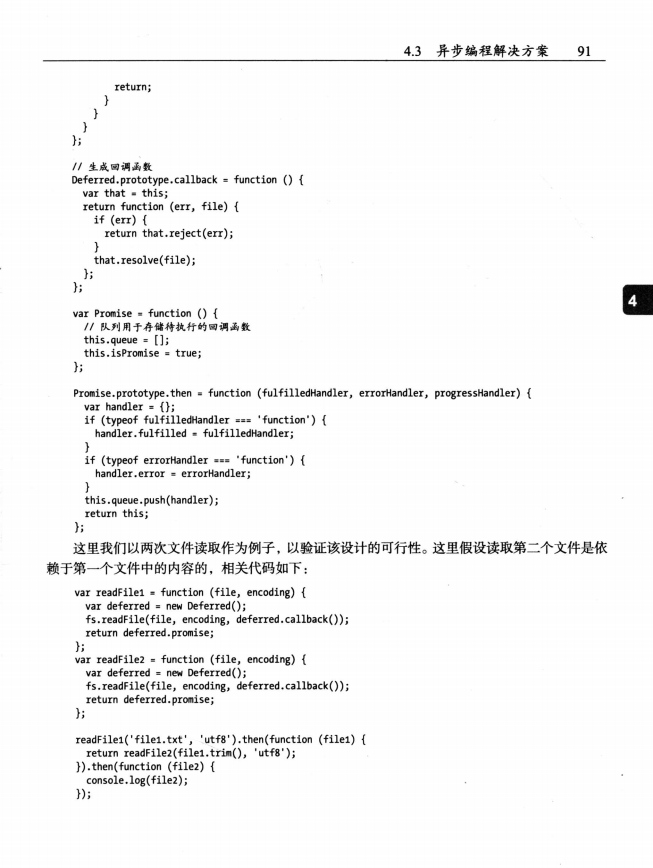 4.3 异步编程解决方案 91
return;
}
}
}
};
// 生成回调函数
Deferred.prototype.callback = function () {
var that = this;
return function (err, file) {
if (err) {
return that.reject(err);
}
that.resolve(file);
};
};
4
var Promise = function () {
// 队列用于存储待执行的回调函数
this.queue = [];
this.isPromise = true;
};
Promise.prototype.then = function (fulfilledHandler, errorHandler, progressHandler) {
var handler = {};
if (typeof fulfilledHandler === 'function') {
handler.fulfilled = fulfilledHandler;
}
if (typeof errorHandler === 'function') {
handler.error = errorHandler;
}
this.queue.push(handler);
return this;
};
这里我们以两次文件读取作为例子，以验证该设计的可行性。这里假设读取第二个文件是依
赖于第一个文件中的内容的，相关代码如下：
var readFile1 = function (file, encoding) {
var deferred = new Deferred();
fs.readFile(file, encoding, deferred.callback());
return deferred.promise;
};
var readFile2 = function (file, encoding) {
var deferred = new Deferred();
fs.readFile(file, encoding, deferred.callback());
return deferred.promise;
};
readFile1('file1.txt', 'utf8').then(function (file1) {
return readFile2(file1.trim(), 'utf8');
}).then(function (file2) {
console.log(file2);
});